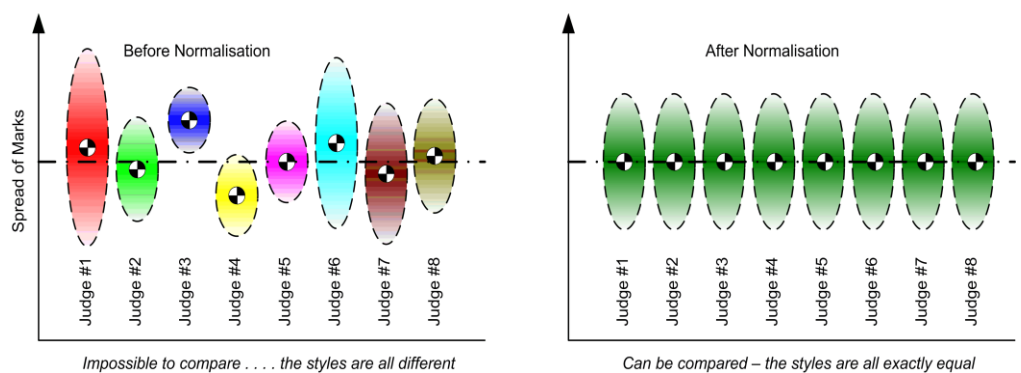 Before Normalisation
Spread of Marks
Judge #1
Judge #2
Judge #3
Judge #4
Judge #5
Judge #6
Judge #7
Judge #8
Impossible to compare . . . . the styles are all different
After Normalisation
Judge #1
Judge #2
Judge #3
Judge #4
Judge #5
Judge #6
Judge #7
Judge #8
Can be compared – the styles are all exactly equal